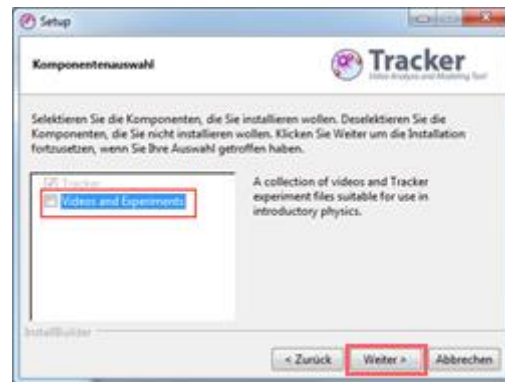 Setup
Komponentenauswahl
Tracker
Video Analysis and Modeling Tool
Selektieren Sie die Komponenten, die Sie installieren wollen. Deselektieren Sie die
Komponenten, die Sie nicht installieren wollen. Klicken Sie Weiter um die Installation
fortzusetzen, wenn Sie Ihre Auswahl getroffen haben.
Tracker
Videos and Experiments
A collection of videos and Tracker
experiment files suitable for use in
introductory physics.
InstallBuilder
< Zurück
Weiter >
Abbrechen